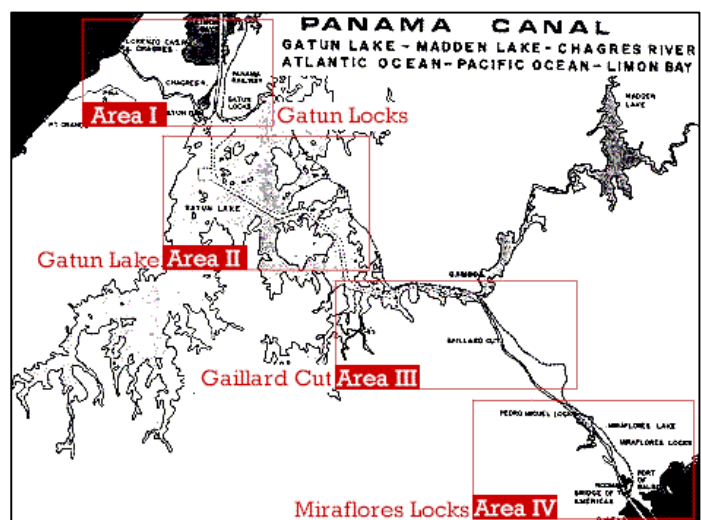 PANAMA CANAL
GATUN LAKE - MADDEN LAKE - CHAGRES RIVER
ATLANTIC OCEAN - PACIFIC OCEAN - LIMON BAY
CHAGRES
CHAGRES R.
PANAMA
RAILWAY
GATUN
LOCKS
Area I
Gatun Locks
MADDEN
LAKE
GATUN LAKE
Gatun Lake
Area II
GAMBOA
GAILLARD CUT
Gaillard Cut
Area III
PEDRO MIGUEL LOCKS
MIRAFLORES LAKE
MIRAFLORES LOCKS
PORT
OF
BRIDGE OF T
AMERICAS
Miraflores Locks
Area IV